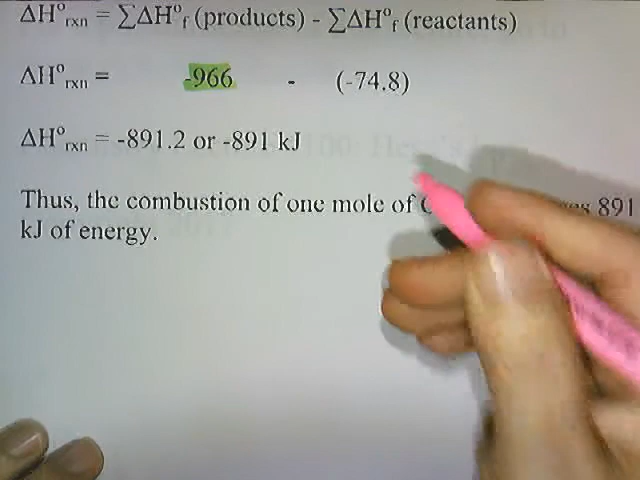 ΔH°rxn = ∑ΔH°f (products) - ∑ΔH°f (reactants)
ΔH°rxn = -966 - (-74.8)
ΔH°rxn = -891.2 or -891 kJ
Thus, the combustion of one mole of 891
kJ of energy.